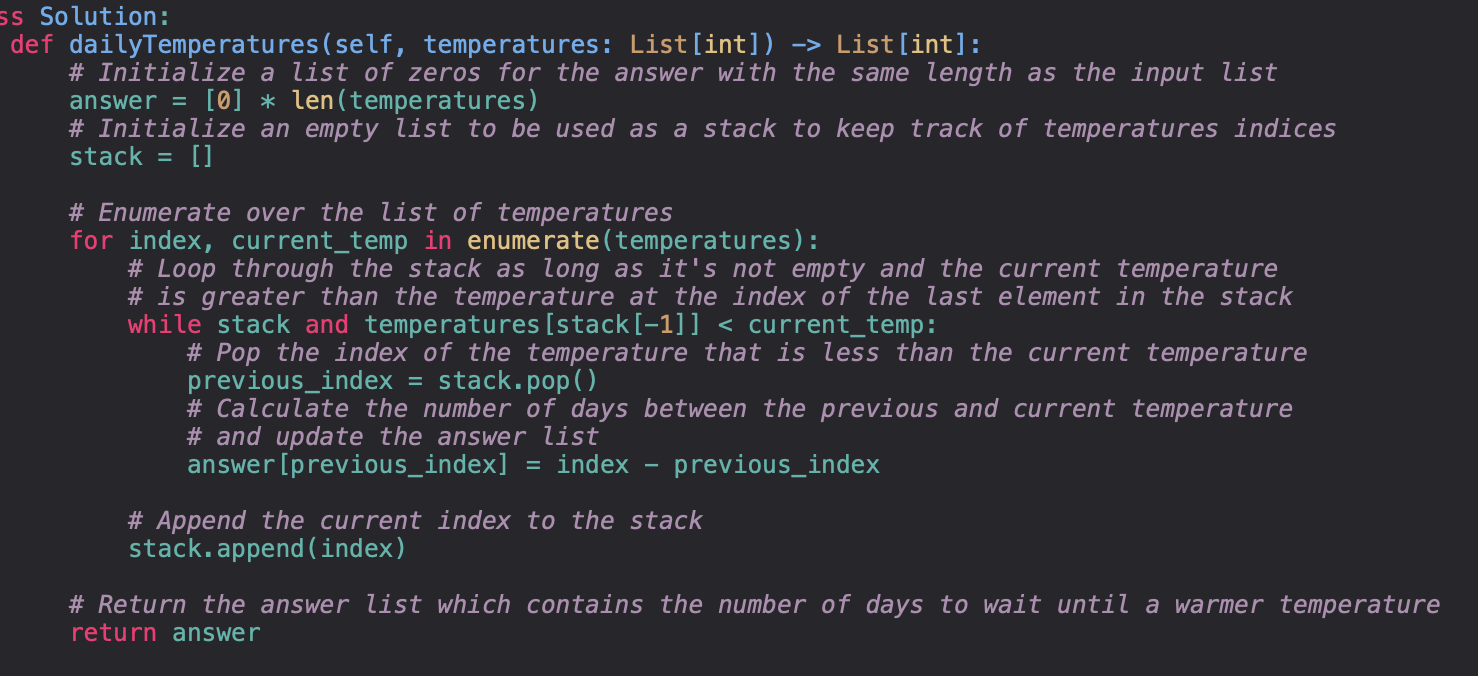 ss Solution:
def dailyTemperatures(self, temperatures: List[int]) -> List[int]:
# Initialize a list of zeros for the answer with the same length as the input list
answer = [0] * len(temperatures)
# Initialize an empty list to be used as a stack to keep track of temperatures indices
stack = []
# Enumerate over the list of temperatures
for index, current_temp in enumerate(temperatures):
# Loop through the stack as long as it's not empty and the current temperature
# is greater than the temperature at the index of the last element in the stack
while stack and temperatures[stack[-1]] < current_temp:
# Pop the index of the temperature that is less than the current temperature
previous_index = stack.pop()
# Calculate the number of days between the previous and current temperature
# and update the answer list
answer[previous_index] = index - previous_index
# Append the current index to the stack
stack.append(index)
# Return the answer list which contains the number of days to wait until a warmer temperature
return answer